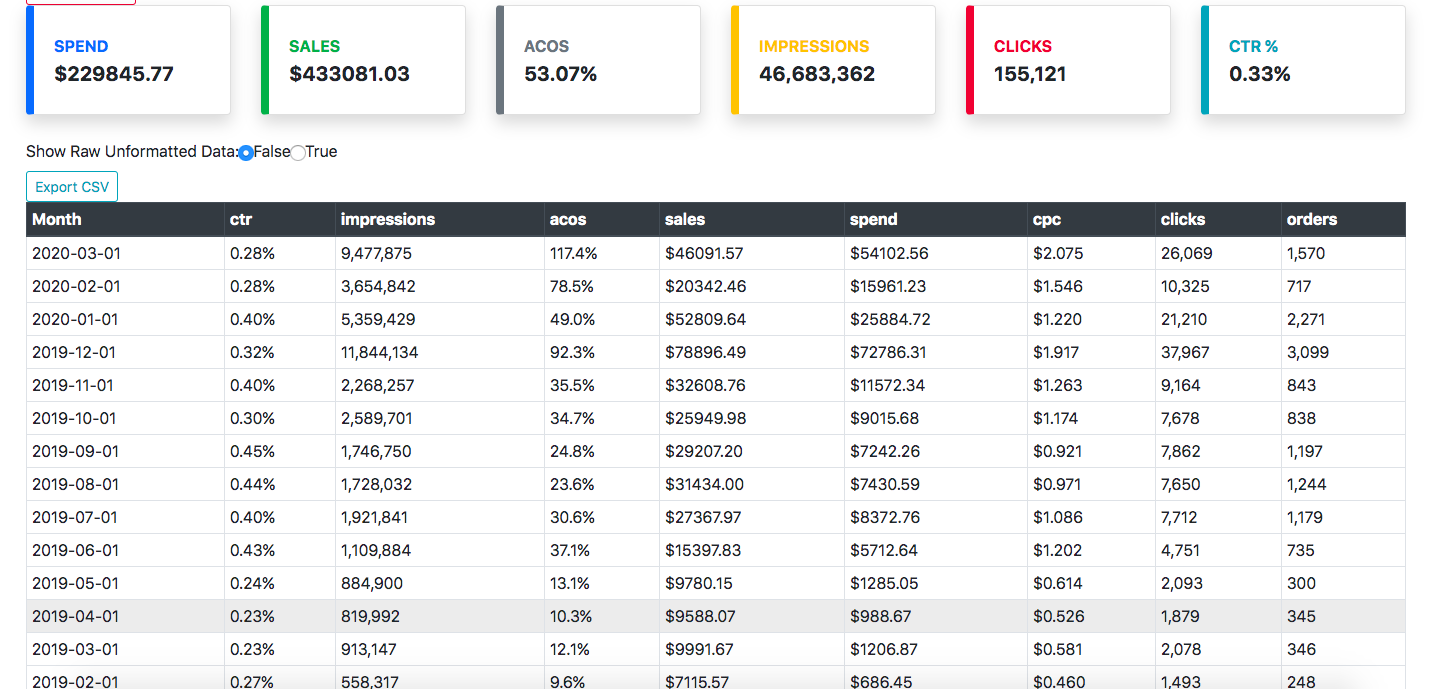 SPEND SALES ACOS IMPRESSIONS CLICKS CTR %
$229845.77 $433081.03 53.07% 46,683,362 155,121 0.33%
Show Raw Unformatted Data: False True
Export CSV
Month ctr impressions acos sales spend cpc clicks orders
2020-03-01 0.28% 9,477,875 117.4% $46091.57 $54102.56 $2.075 26,069 1,570
2020-02-01 0.28% 3,654,842 78.5% $20342.46 $15961.23 $1.546 10,325 717
2020-01-01 0.40% 5,359,429 49.0% $52809.64 $25884.72 $1.220 21,210 2,271
2019-12-01 0.32% 11,844,134 92.3% $78896.49 $72786.31 $1.917 37,967 3,099
2019-11-01 0.40% 2,268,257 35.5% $32608.76 $11572.34 $1.263 9,164 843
2019-10-01 0.30% 2,589,701 34.7% $25949.98 $9015.68 $1.174 7,678 838
2019-09-01 0.45% 1,746,750 24.8% $29207.20 $7242.26 $0.921 7,862 1,197
2019-08-01 0.44% 1,728,032 23.6% $31434.00 $7430.59 $0.971 7,650 1,244
2019-07-01 0.40% 1,921,841 30.6% $27367.97 $8372.76 $1.086 7,712 1,179
2019-06-01 0.43% 1,109,884 37.1% $15397.83 $5712.64 $1.202 4,751 735
2019-05-01 0.24% 884,900 13.1% $9780.15 $1285.05 $0.614 2,093 300
2019-04-01 0.23% 819,992 10.3% $9588.07 $988.67 $0.526 1,879 345
2019-03-01 0.23% 913,147 12.1% $9991.67 $1206.87 $0.581 2,078 346
2019-02-01 0.27% 558,317 9.6% $7115.57 $686.45 $0.460 1,493 248